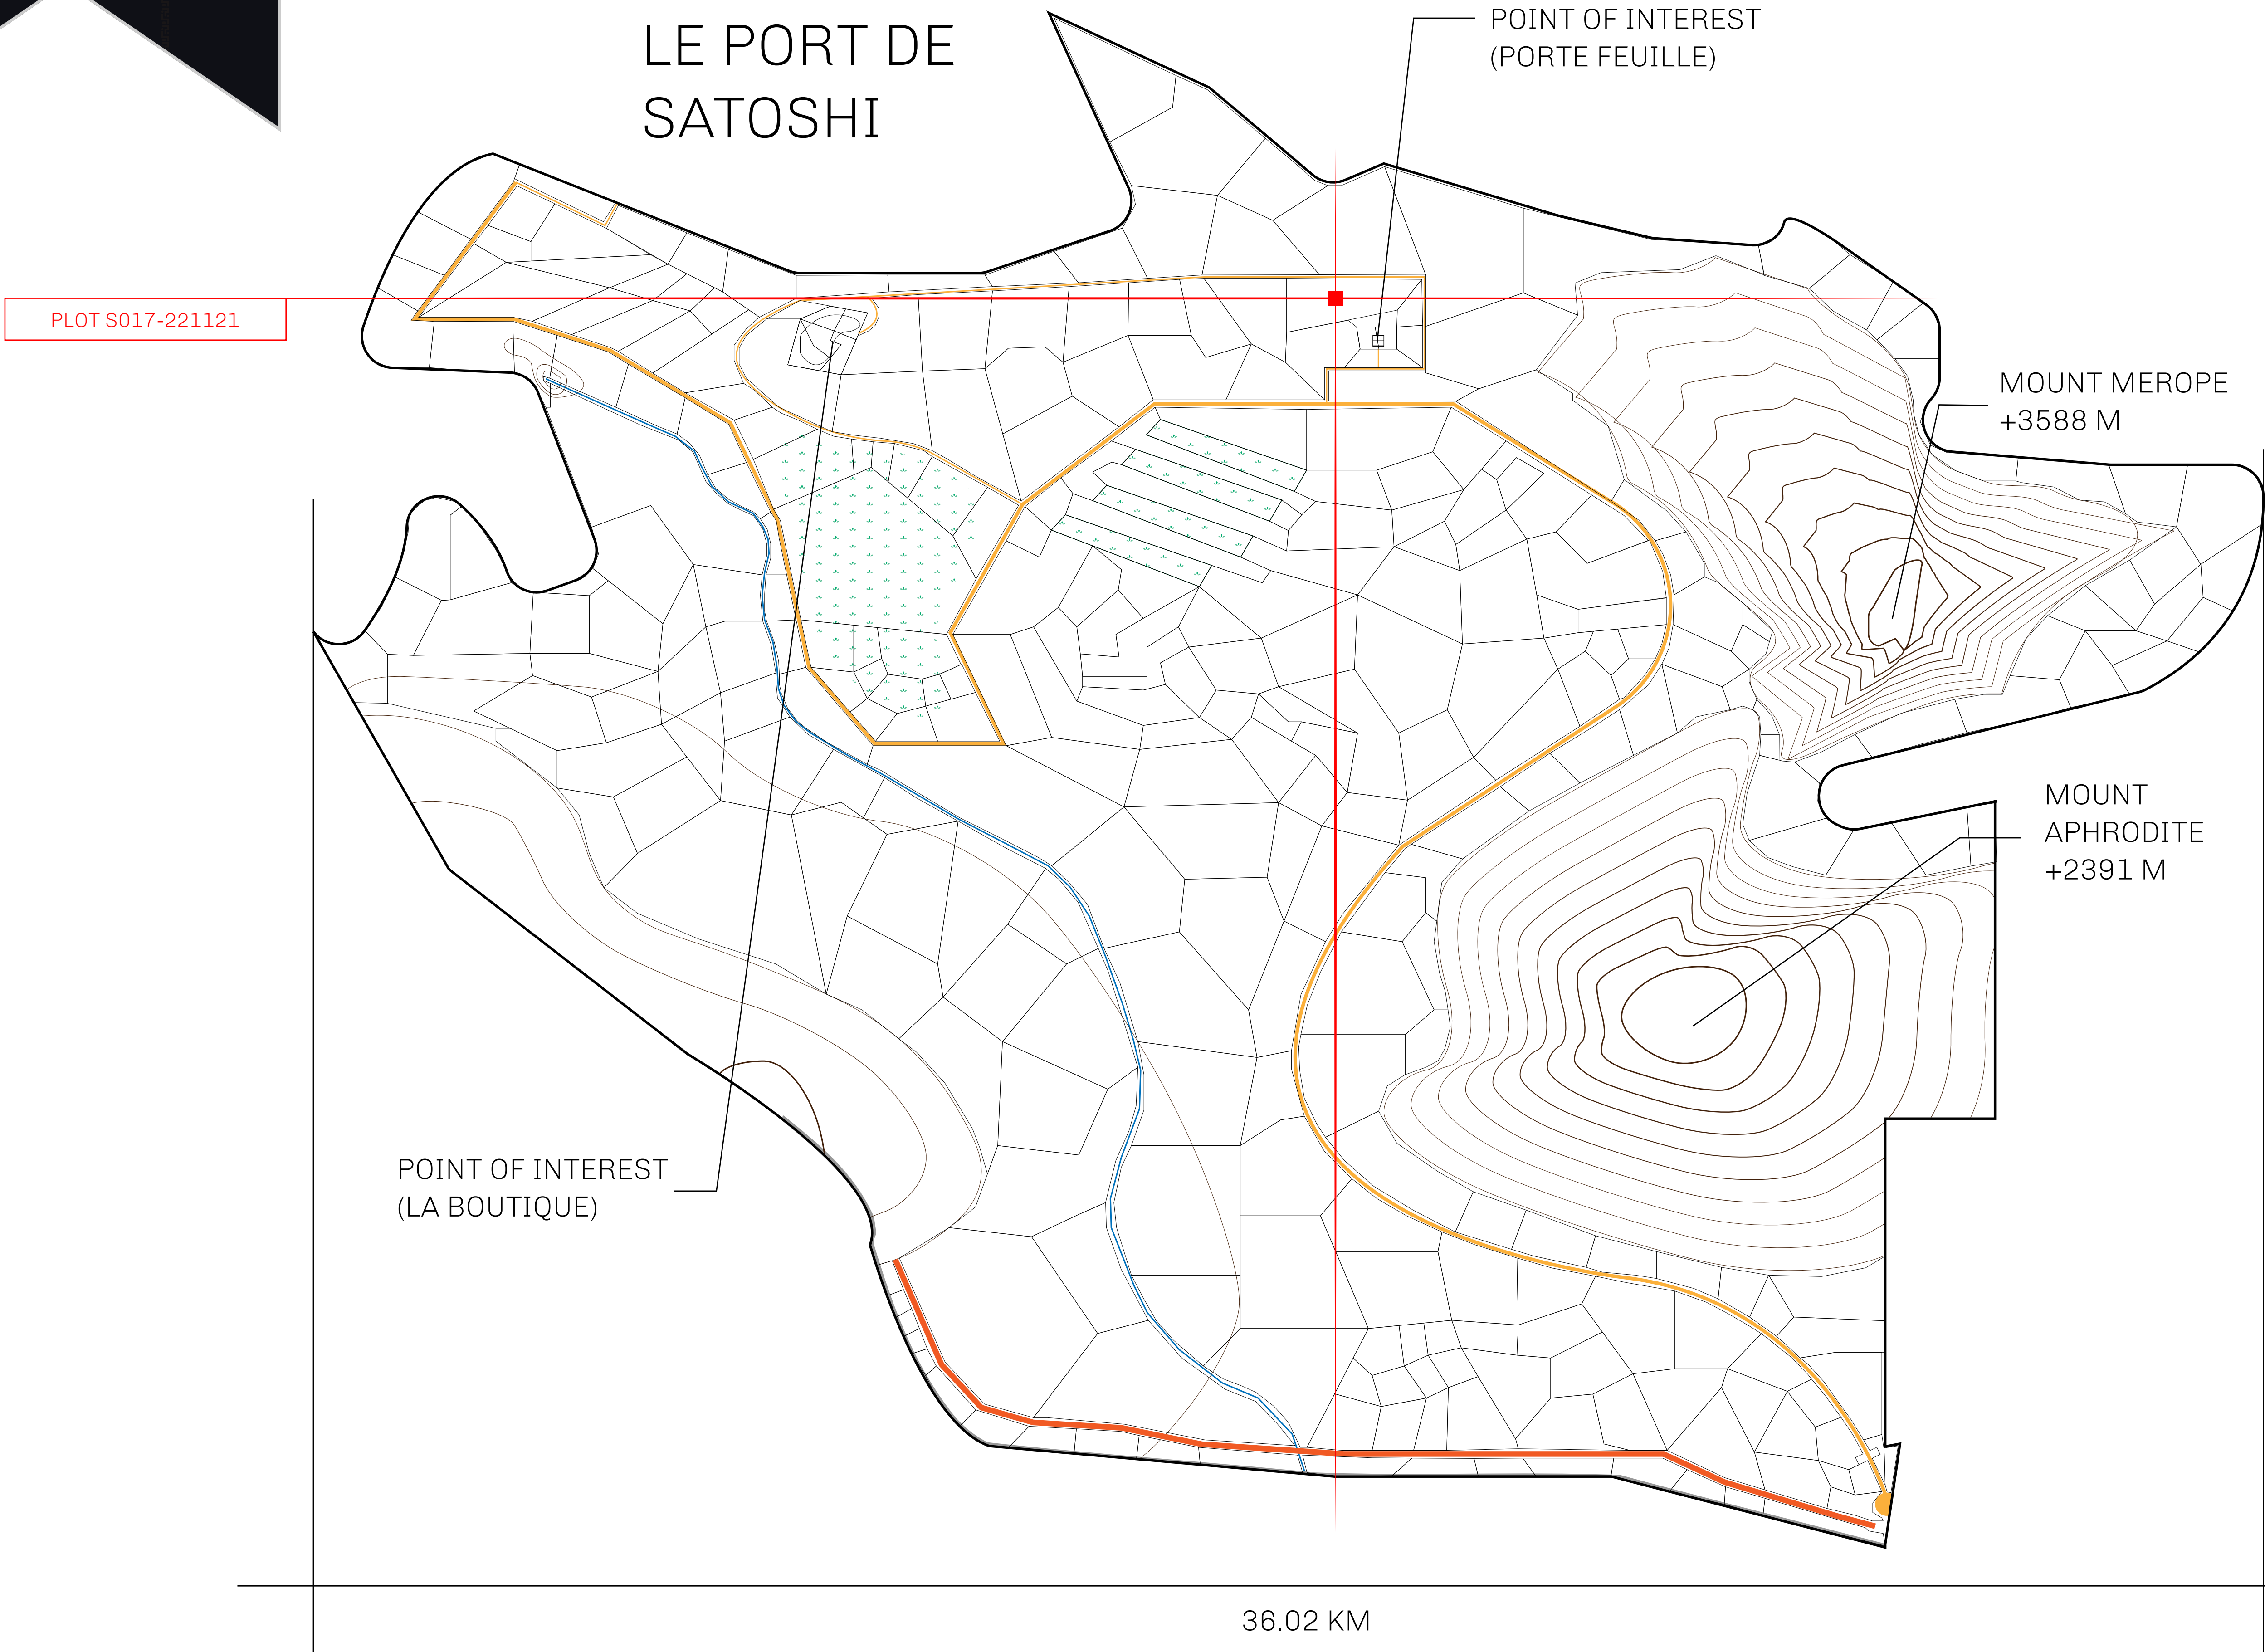 LE PORT DE
SATOSHI
POINT OF INTEREST
(PORTE FEUILLE)
PLOT S017-221121
MOUNT MEROPE
+3588 M
MOUNT
APHRODITE
+2391 M
POINT OF INTEREST
(LA BOUTIQUE)
36.02 KM